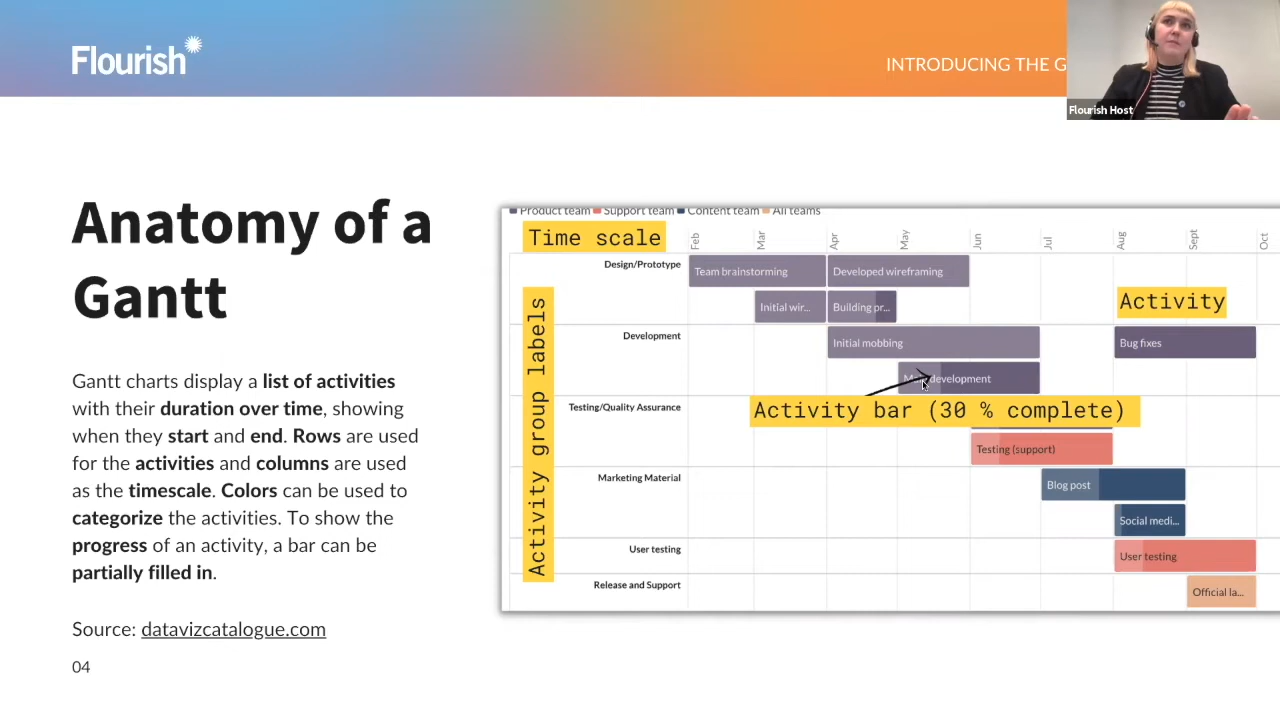 Flourish
INTRODUCING THE G
Flourish Host
Anatomy of a
Gantt
Gantt charts display a list of activities
with their duration over time, showing
when they start and end. Rows are used
for the activities and columns are used
as the timescale. Colors can be used to
categorize the activities. To show the
progress of an activity, a bar can be
partially filled in.
Source: datavizcatalogue.com
04
Product team Support team Content team All teams
Time scale
Feb
Mar
Apr
May
Jun
Jul
Aug
Sept
Oct
Activity group labels
Design/Prototype
Team brainstorming
Developed wireframing
Initial wir...
Building pr...
Activity
Development
Initial mobbing
Bug fixes
development
Testing/Quality Assurance
Activity bar (30 % complete)
Testing (support)
Marketing Material
Blog post
Social medi...
User testing
User testing
Release and Support
Official la...